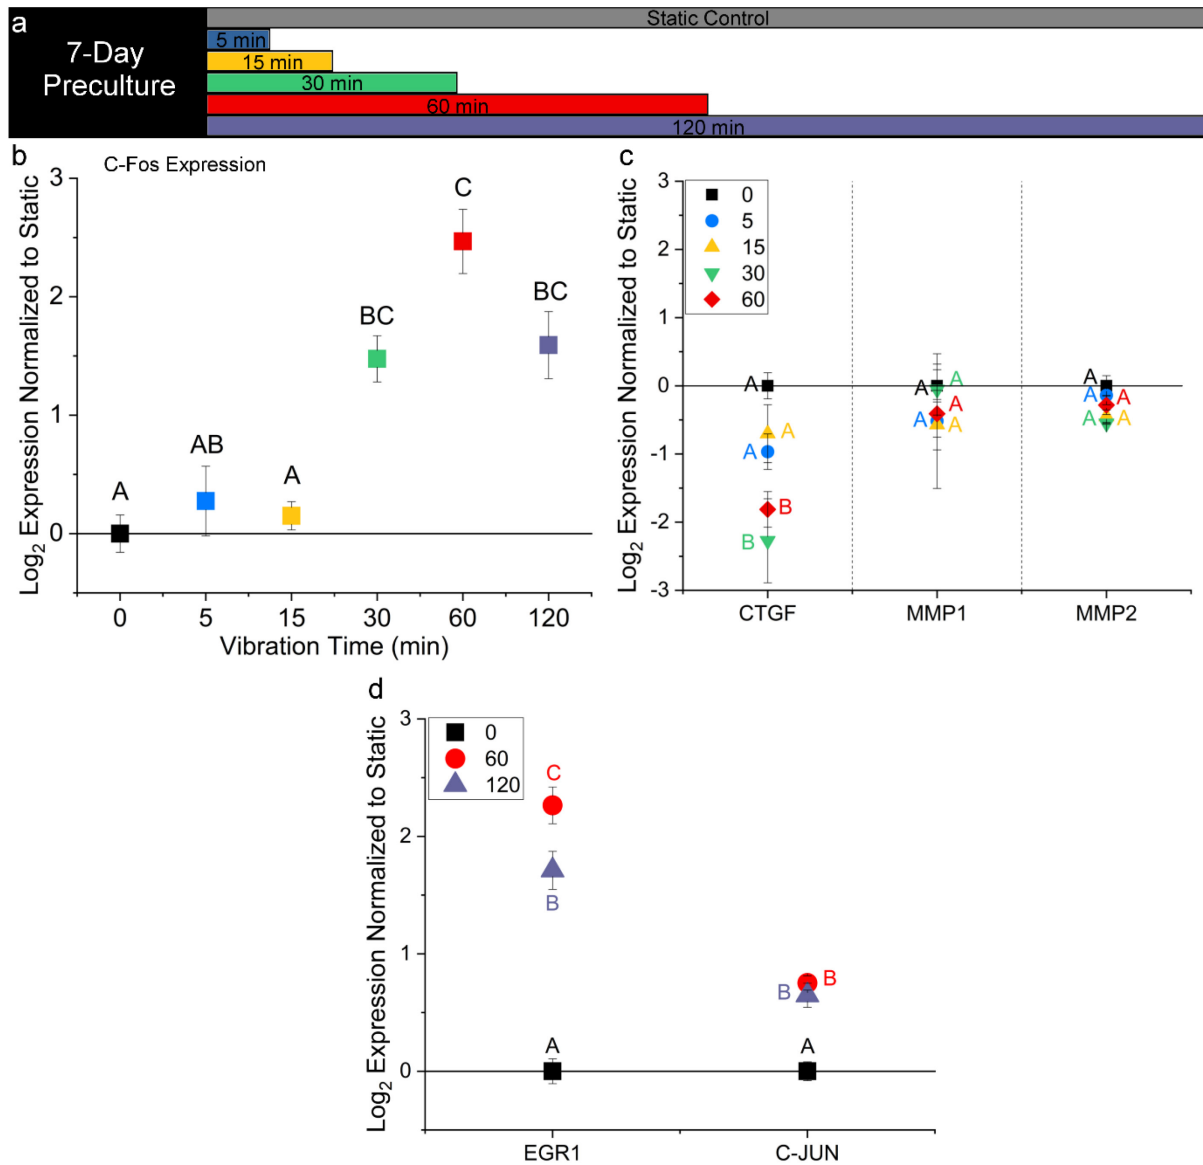 a
Static Control
7-Day
Preculture
5 min
15 min
30 min
60 min
120 min
b
C-Fos Expression
Log2 Expression Normalized to Static
3
2
1
0
A
AB
A
BC
C
BC
0 5 15 30 60 120
Vibration Time (min)
c
Log2 Expression Normalized to Static
3
2
1
0
-1
-2
-3
0
5
15
30
60
A
A
A
B
B
A
A
A
A
A
A
A
A
A
A
CTGF MMP1 MMP2
d
Log2 Expression Normalized to Static
3
2
1
0
0
60
120
C
B
A
B
B
A
EGR1 C-JUN